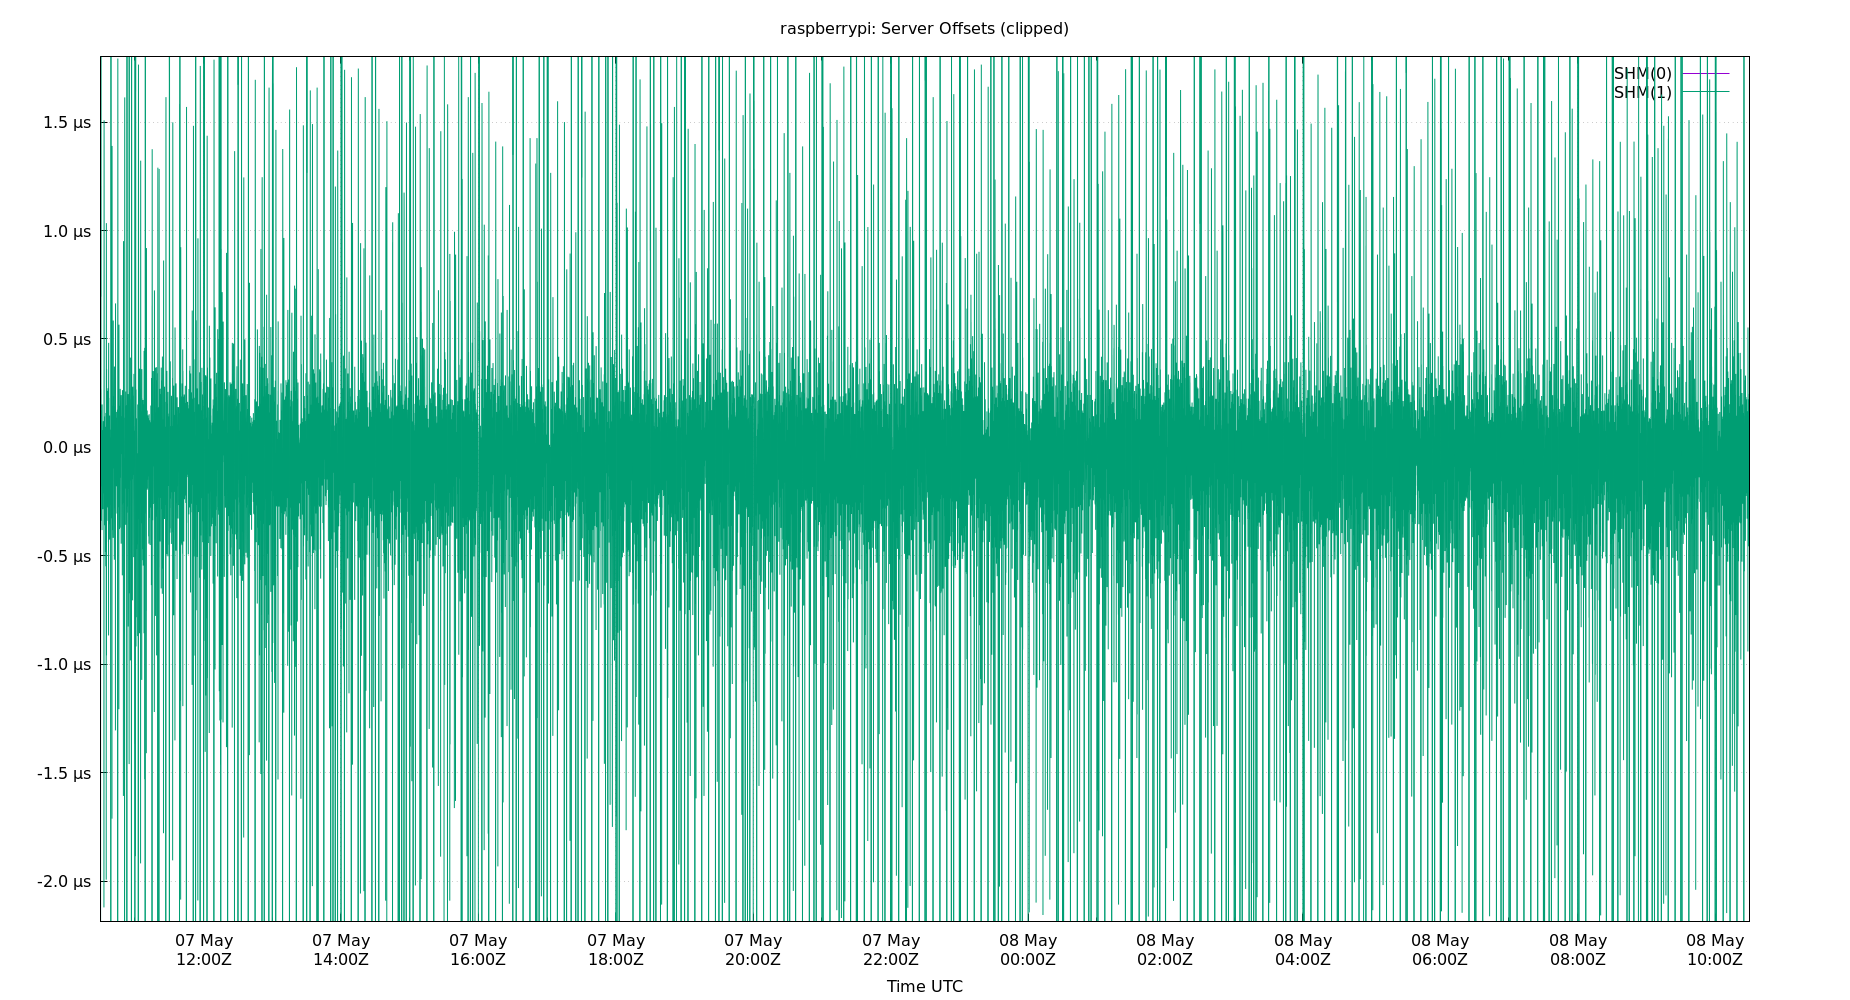 raspberrypi: Server Offsets (clipped)
SHM(0)
SHM(1)
1.5 µs
1.0 µs
0.5 µs
0.0 µs
-0.5 µs
-1.0 µs
-1.5 µs
-2.0 µs
07 May 07 May 07 May 07 May 07 May 07 May 08 May 08 May 08 May 08 May 08 May 08 May
12:00Z 14:00Z 16:00Z 18:00Z 20:00Z 22:00Z 00:00Z 02:00Z 04:00Z 06:00Z 08:00Z 10:00Z
Time UTC